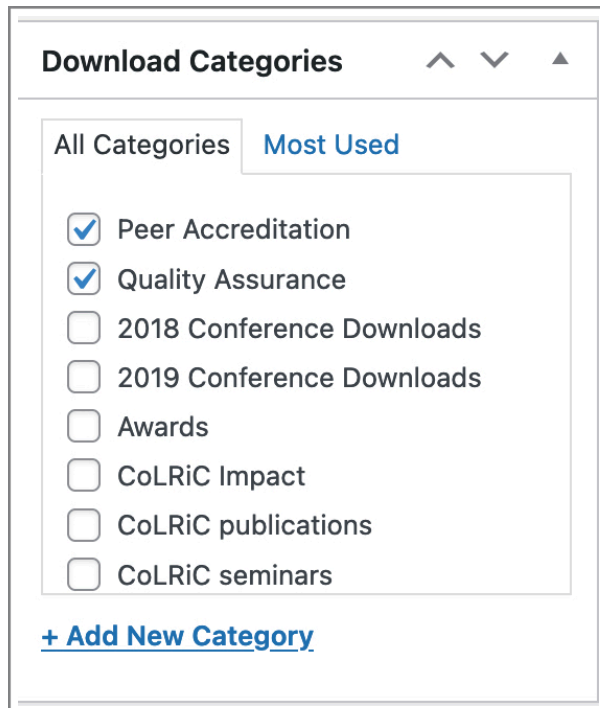 Download Categories
All Categories Most Used
Peer Accreditation
Quality Assurance
2018 Conference Downloads
2019 Conference Downloads
Awards
CoLRiC Impact
CoLRiC publications
CoLRiC seminars
+ Add New Category